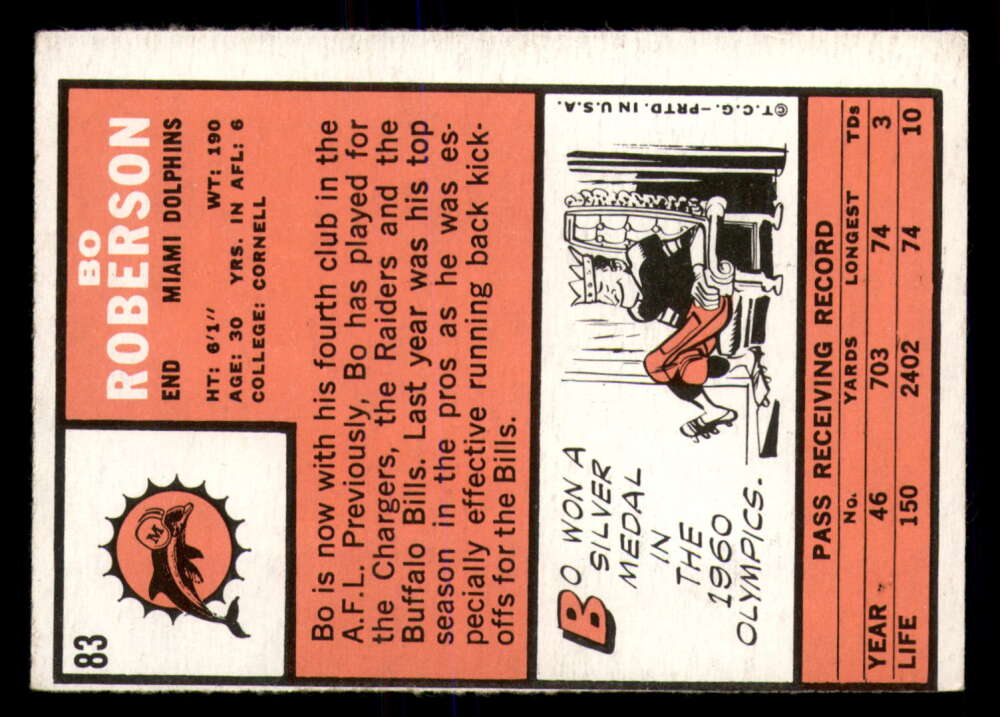 83
M
BO
ROBERSON
END MIAMI DOLPHINS
HT: 6'1" WT: 190
AGE: 30 YRS. IN AFL: 6
COLLEGE: CORNELL
Bo is now with his fourth club in the
A.F.L. Previously, Bo has played for
the Chargers, the Raiders and the
Buffalo Bills. Last year was his top
season in the pros as he was es-
pecially effective running back kick-
offs for the Bills.
BO WON A
SILVER
MEDAL
IN
THE
1960
OLYMPICS.
© T.C.G.—PRTD. IN U.S.A.
PASS RECEIVING RECORD
NO. YARDS LONGEST TDs
YEAR 46 703 74 3
LIFE 150 2402 74 10